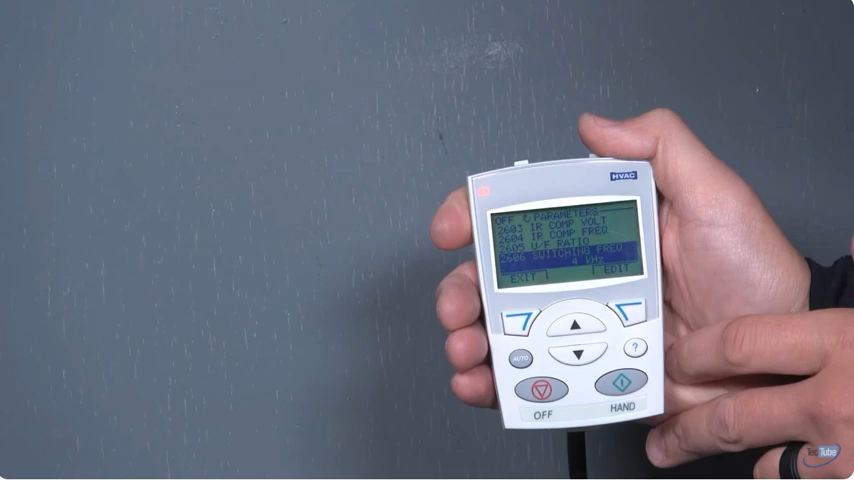 HVAC
OFF PARAMETERS
2603 IR COMP VOLT
2604 IR COMP FREQ
2605 U/F RATIO
2606 SWITCHING FREQ
4 kHz
EXIT EDIT
AUTO
?
OFF HAND
TecTube